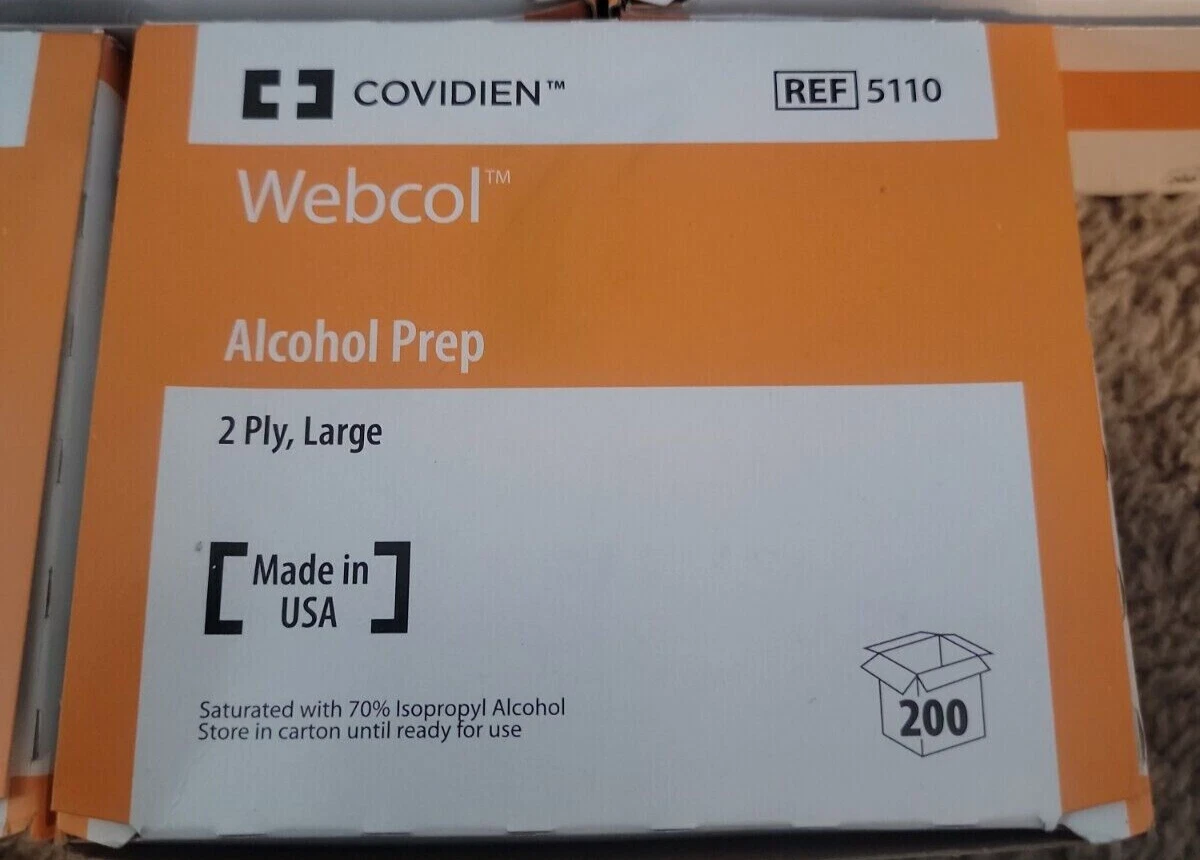 COVIDIEN™
REF 5110
Webcol™
Alcohol Prep
2 Ply, Large
Made in
USA
Saturated with 70% Isopropyl Alcohol
Store in carton until ready for use
200